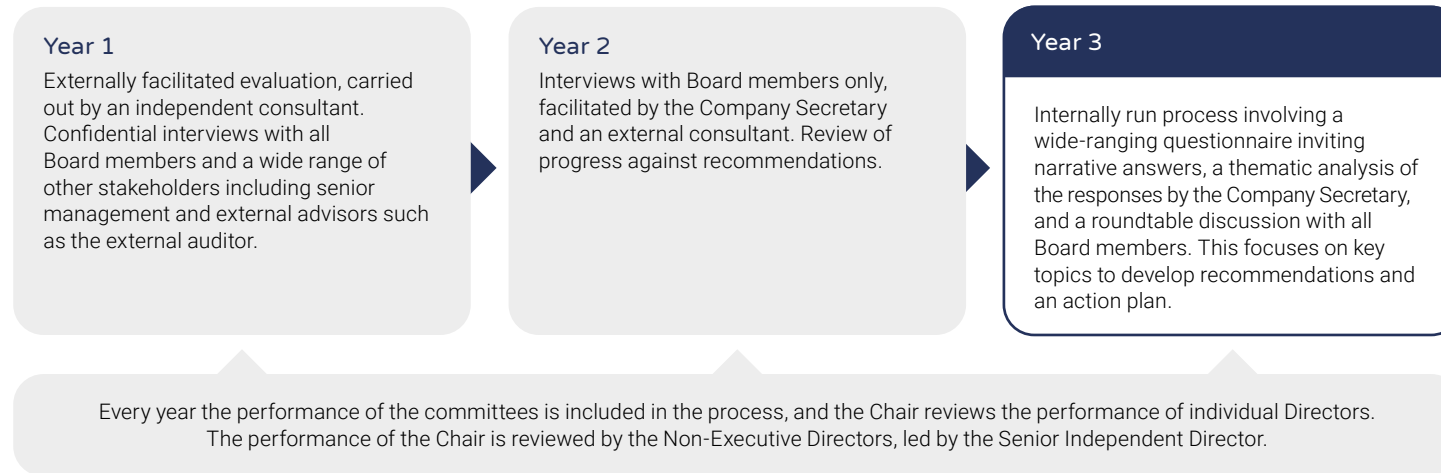 Year 1
Externally facilitated evaluation, carried
out by an independent consultant.
Confidential interviews with all
Board members and a wide range of
other stakeholders including senior
management and external advisors such
as the external auditor.
Year 2
Interviews with Board members only,
facilitated by the Company Secretary
and an external consultant. Review of
progress against recommendations.
Year 3
Internally run process involving a
wide-ranging questionnaire inviting
narrative answers, a thematic analysis of
the responses by the Company Secretary,
and a roundtable discussion with all
Board members. This focuses on key
topics to develop recommendations and
an action plan.
Every year the performance of the committees is included in the process, and the Chair reviews the performance of individual Directors.
The performance of the Chair is reviewed by the Non-Executive Directors, led by the Senior Independent Director.